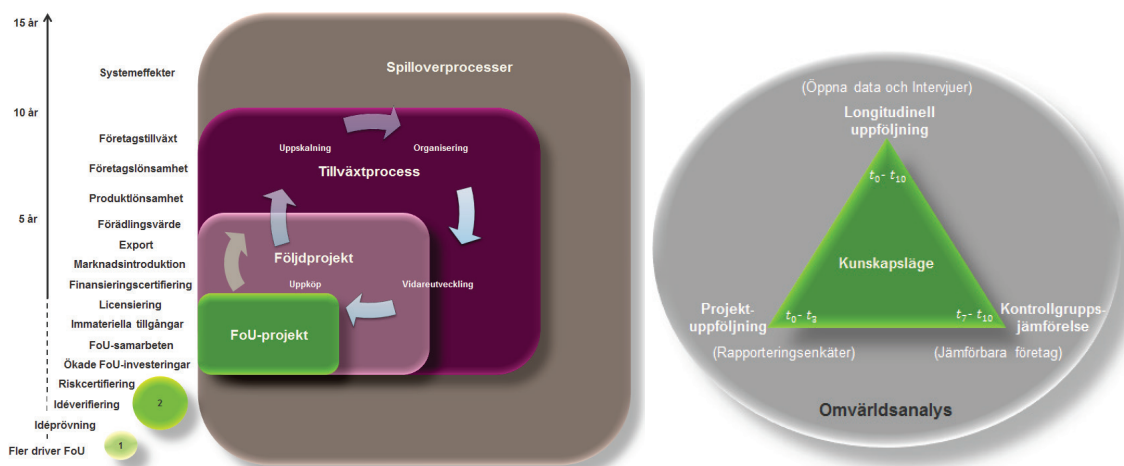 15 år
Systemeffekter
10 år
Företagstillväxt
Företagslönsamhet
Produktlönsamhet
5 år
Förädlingsvärde
Export
Marknadsintroduktion
Finansieringscertifiering
Licensiering
Immateriella tillgångar
FoU-samarbeten
Ökade FoU-investeringar
Riskcertifiering
Idéverifiering
2
Idéprövning
1
Fler driver FoU
Spilloverprocesser
Uppskalning
Organisering
Tillväxtprocess
Följdprojekt
Uppköp
Vidareutveckling
FoU-projekt
(Öppna data och Intervjuer)
Longitudinell
uppföljning
t0- t10
Kunskapsläge
Projekt-
uppföljning
t0- t3
(Rapporteringsenkäter)
t7- t10
Kontrollgrupps-
jämförelse
(Jämförbara företag)
Omvärldsanalys